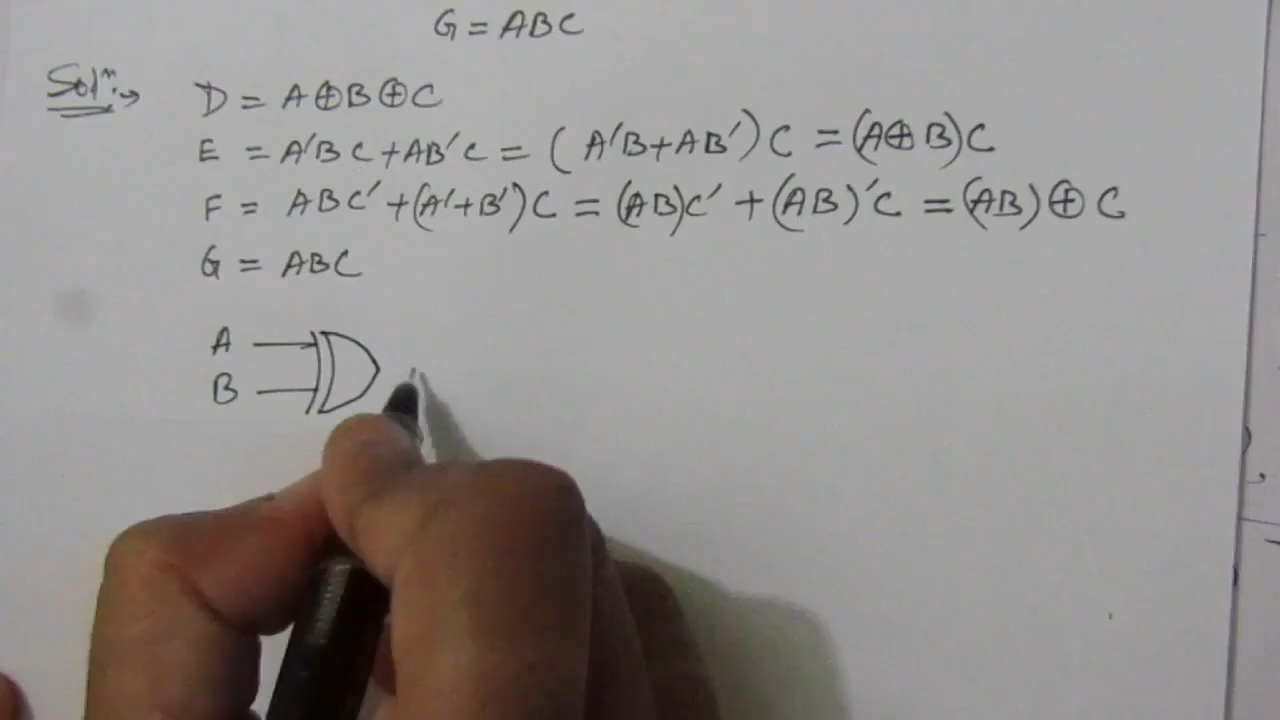 G = ABC
Solⁿ:→ D = A⊕B⊕C
E = A'BC+AB'C = (A'B+AB')C = (A⊕B)C
F = ABC'+(A'+B')C = (AB)C' + (AB)'C = (AB)⊕C
G = ABC
A
B